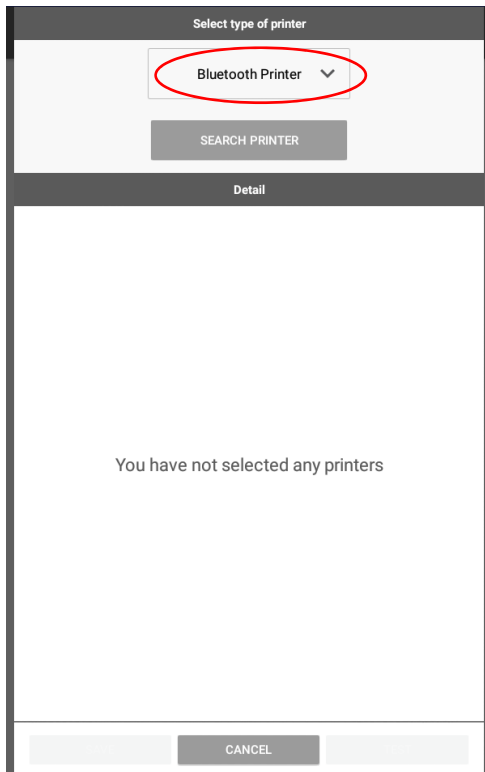 Select type of printer
Bluetooth Printer
SEARCH PRINTER
Detail
You have not selected any printers
CANCEL